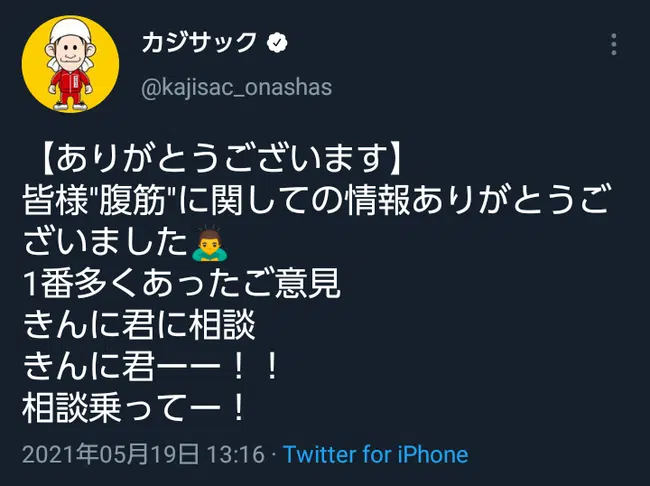 カジサック
@kajisac_onashas
【ありがとうございます】
皆様"腹筋"に関しての情報ありがとうご
ざいました🙇‍♂️
1番多くあったご意見
きんに君に相談
きんに君ーー！！
相談乗ってー！
2021年05月19日 13:16 · Twitter for iPhone